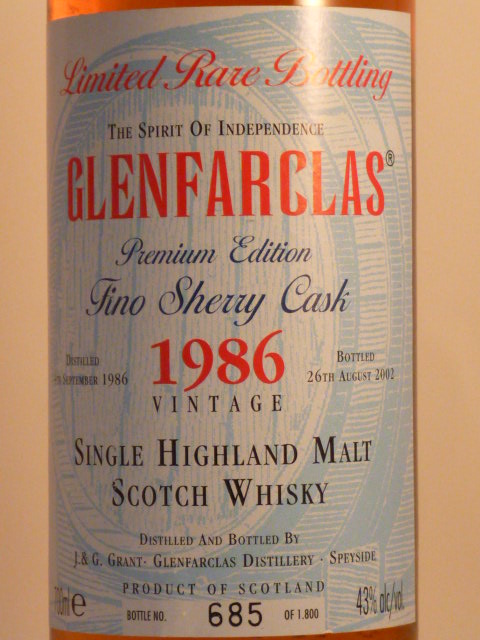 Limited Rare Bottling
The Spirit Of Independence
GLENFARCLAS®
Premium Edition
Fino Sherry Cask
Distilled
September 1986
1986
Bottled
26th August 2002
VINTAGE
Single Highland Malt
Scotch Whisky
Distilled And Bottled By
J. & G. Grant · Glenfarclas Distillery · Speyside
PRODUCT OF SCOTLAND
700ml e
BOTTLE NO. 685 OF 1.800
43% alc/vol.